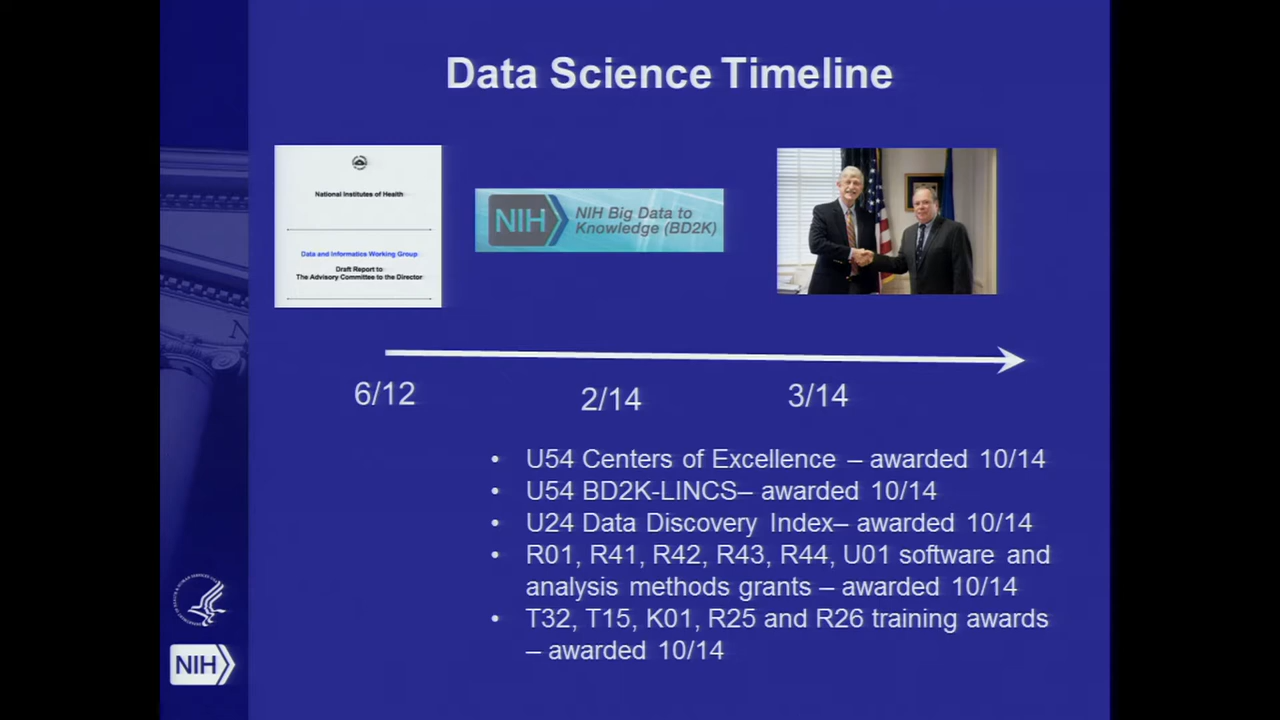 Data Science Timeline
National Institutes of Health
Data and Informatics Working Group
Draft Report to
The Advisory Committee to the Director
NIH
NIH Big Data to
Knowledge (BD2K)
6/12
2/14
3/14
• U54 Centers of Excellence – awarded 10/14
• U54 BD2K-LINCS– awarded 10/14
• U24 Data Discovery Index– awarded 10/14
• R01, R41, R42, R43, R44, U01 software and
analysis methods grants – awarded 10/14
• T32, T15, K01, R25 and R26 training awards
– awarded 10/14
NIH